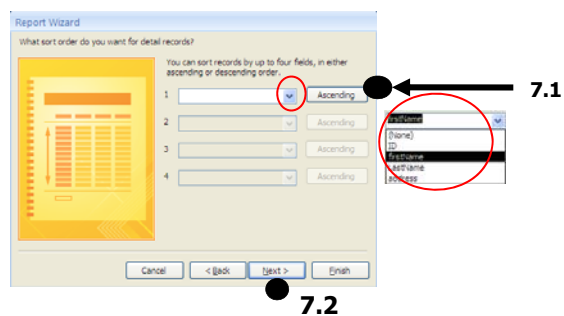 Report Wizard
What sort order do you want for detail records?
You can sort records by up to four fields, in either
ascending or descending order.
1 Ascending
7.1
2 Ascending
3 Ascending
4 Ascending
firstName
(None)
ID
firstName
LastName
address
Cancel < Back Next > Finish
7.2